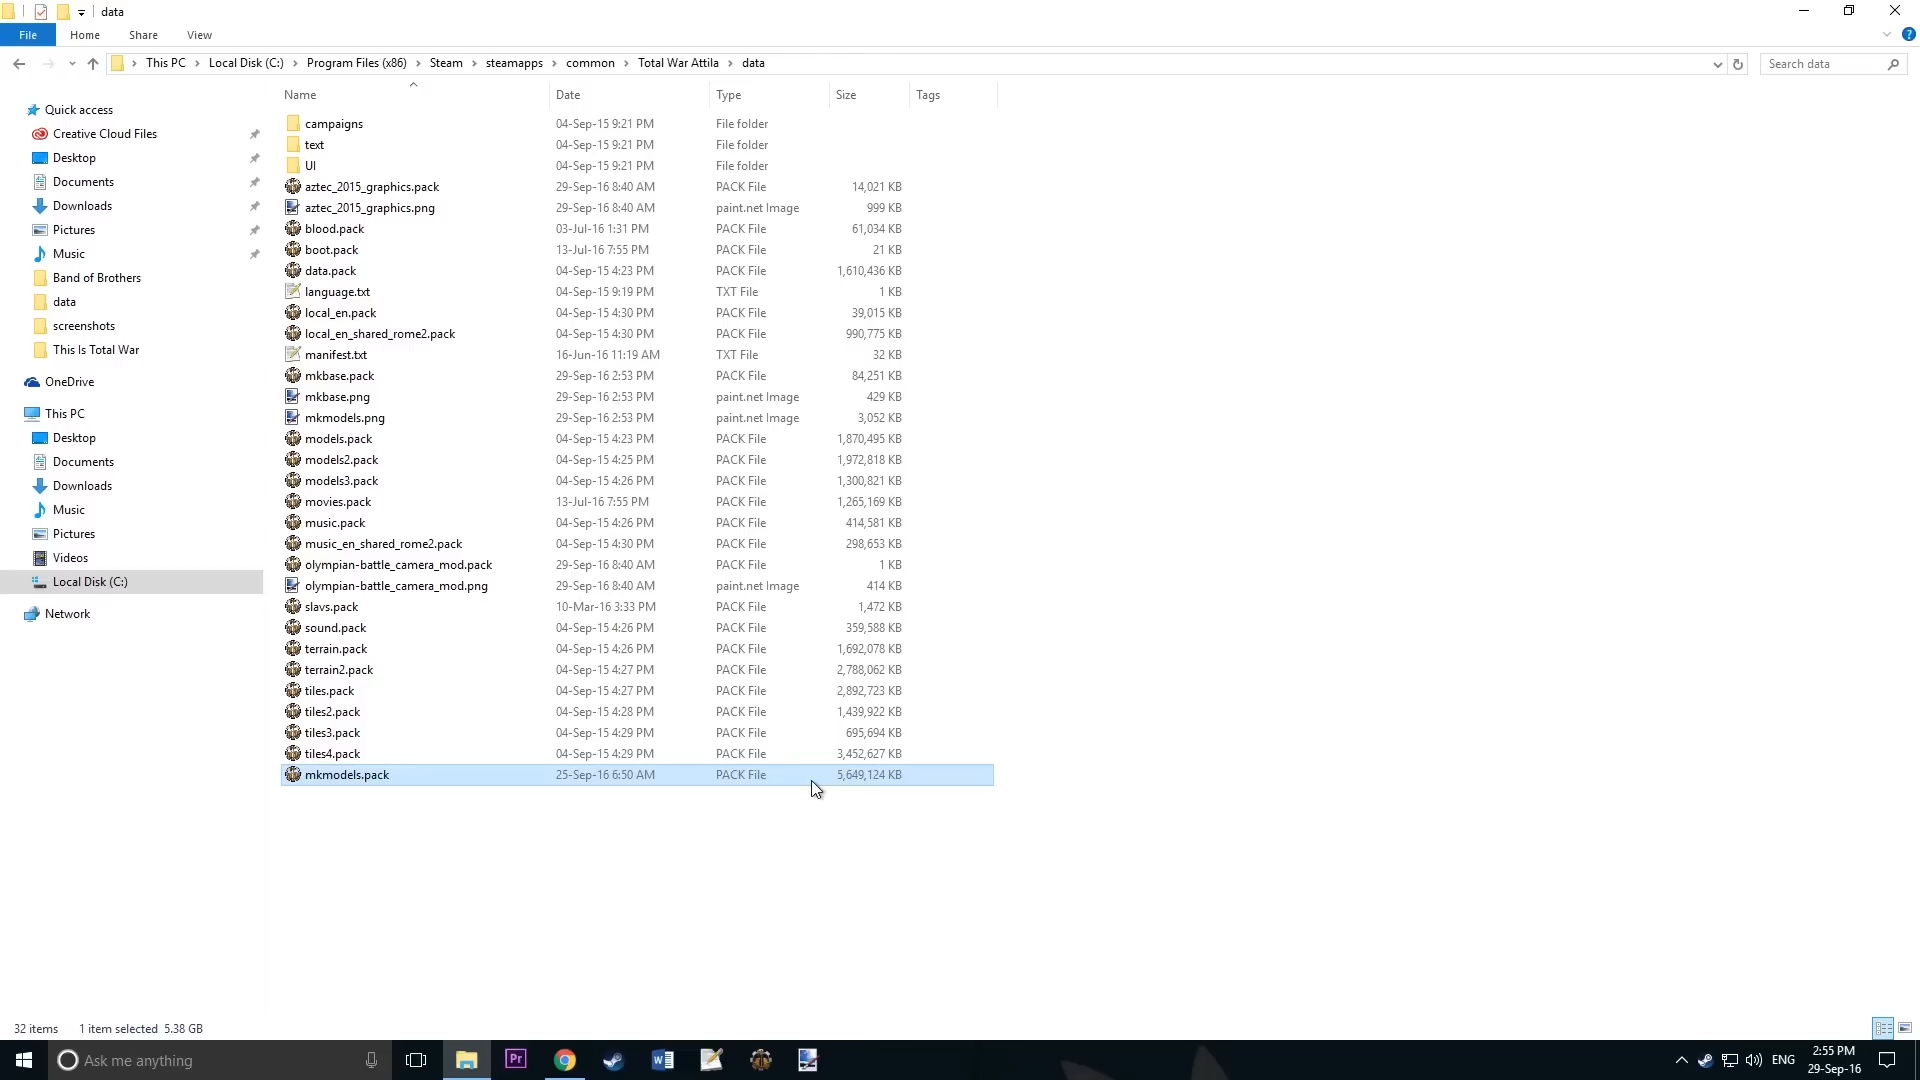 data
File Home Share View
This PC Local Disk (C:) Program Files (x86) Steam steamapps common Total War Attila data
Search data
Quick access
Creative Cloud Files
Desktop
Documents
Downloads
Pictures
Music
Band of Brothers
data
screenshots
This Is Total War
OneDrive
This PC
Desktop
Documents
Downloads
Music
Pictures
Videos
Local Disk (C:)
Network
Name Date Type Size Tags
campaigns 04-Sep-15 9:21 PM File folder
text 04-Sep-15 9:21 PM File folder
UI 04-Sep-15 9:21 PM File folder
aztec_2015_graphics.pack 29-Sep-16 8:40 AM PACK File 14,021 KB
aztec_2015_graphics.png 29-Sep-16 8:40 AM paint.net Image 999 KB
blood.pack 03-Jul-16 1:31 PM PACK File 61,034 KB
boot.pack 13-Jul-16 7:55 PM PACK File 21 KB
data.pack 04-Sep-15 4:23 PM PACK File 1,610,436 KB
language.txt 04-Sep-15 9:19 PM TXT File 1 KB
local_en.pack 04-Sep-15 4:30 PM PACK File 39,015 KB
local_en_shared_rome2.pack 04-Sep-15 4:30 PM PACK File 990,775 KB
manifest.txt 16-Jun-16 11:19 AM TXT File 32 KB
mkbase.pack 29-Sep-16 2:53 PM PACK File 84,251 KB
mkbase.png 29-Sep-16 2:53 PM paint.net Image 429 KB
mkmodels.png 29-Sep-16 2:53 PM paint.net Image 3,052 KB
models.pack 04-Sep-15 4:23 PM PACK File 1,870,495 KB
models2.pack 04-Sep-15 4:25 PM PACK File 1,972,818 KB
models3.pack 04-Sep-15 4:26 PM PACK File 1,300,821 KB
movies.pack 13-Jul-16 7:55 PM PACK File 1,265,169 KB
music.pack 04-Sep-15 4:26 PM PACK File 414,581 KB
music_en_shared_rome2.pack 04-Sep-15 4:30 PM PACK File 298,653 KB
olympian-battle_camera_mod.pack 29-Sep-16 8:40 AM PACK File 1 KB
olympian-battle_camera_mod.png 29-Sep-16 8:40 AM paint.net Image 414 KB
slavs.pack 10-Mar-16 3:33 PM PACK File 1,472 KB
sound.pack 04-Sep-15 4:26 PM PACK File 359,588 KB
terrain.pack 04-Sep-15 4:26 PM PACK File 1,692,078 KB
terrain2.pack 04-Sep-15 4:27 PM PACK File 2,788,062 KB
tiles.pack 04-Sep-15 4:27 PM PACK File 2,892,723 KB
tiles2.pack 04-Sep-15 4:28 PM PACK File 1,439,922 KB
tiles3.pack 04-Sep-15 4:29 PM PACK File 695,694 KB
tiles4.pack 04-Sep-15 4:29 PM PACK File 3,452,627 KB
mkmodels.pack 25-Sep-16 6:50 AM PACK File 5,649,124 KB
32 items 1 item selected 5.38 GB
Ask me anything
Pr
ENG
2:55 PM
29-Sep-16